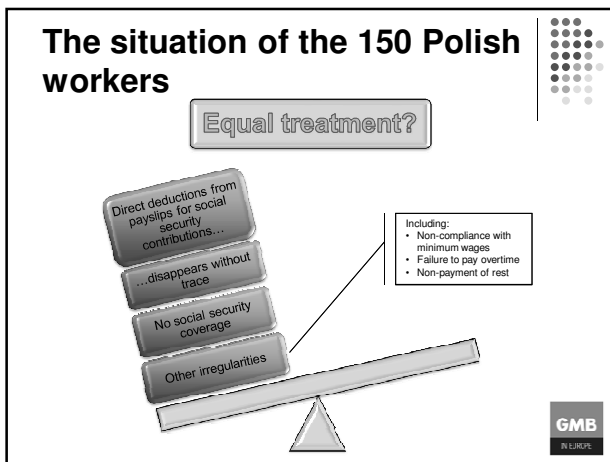 The situation of the 150 Polish
workers
Equal treatment?
Direct deductions from
payslips for social
security
contributions…
…disappears without
trace
No social security
coverage
Other irregularities
Including:
• Non-compliance with
minimum wages
• Failure to pay overtime
• Non-payment of rest
GMB
IN EUROPE